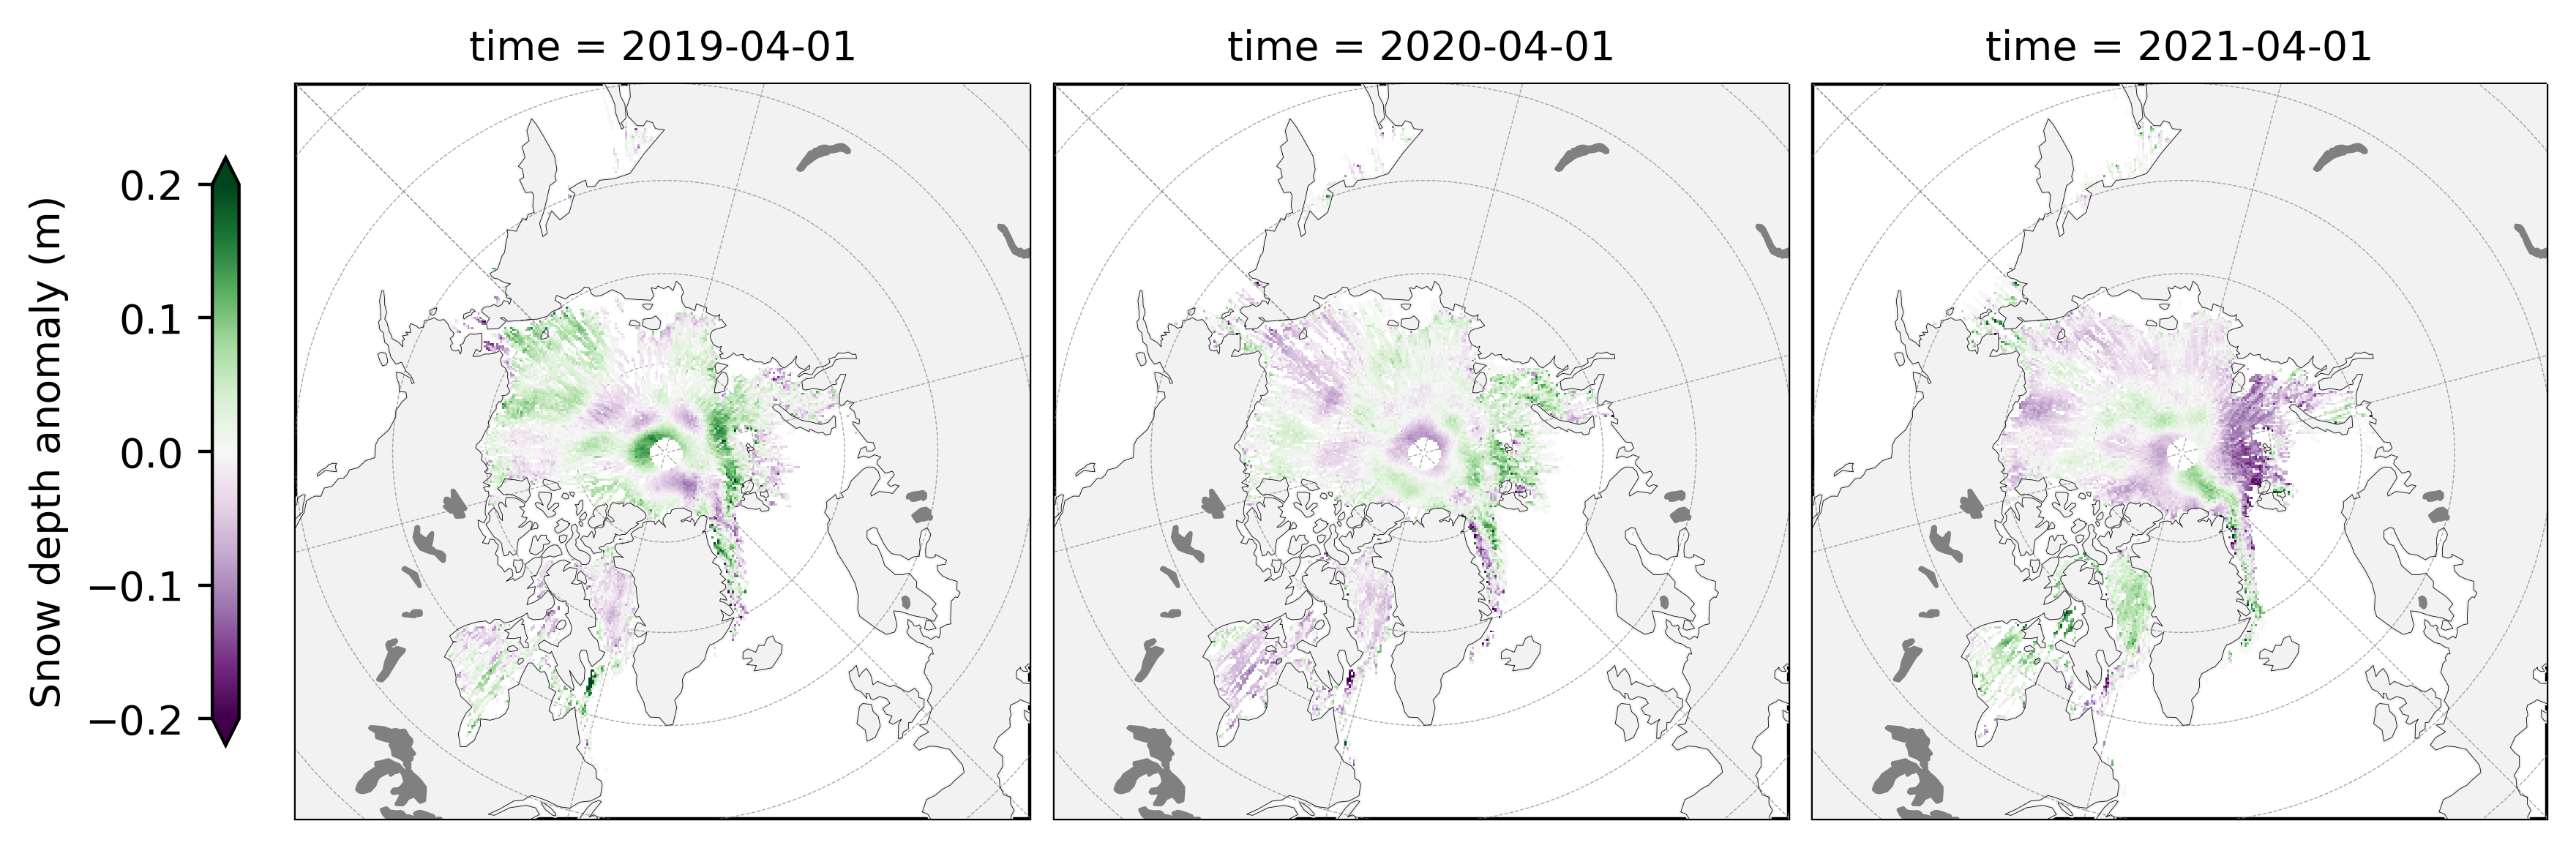 time = 2019-04-01
time = 2020-04-01
time = 2021-04-01
Snow depth anomaly (m)
0.2
0.1
0.0
−0.1
−0.2